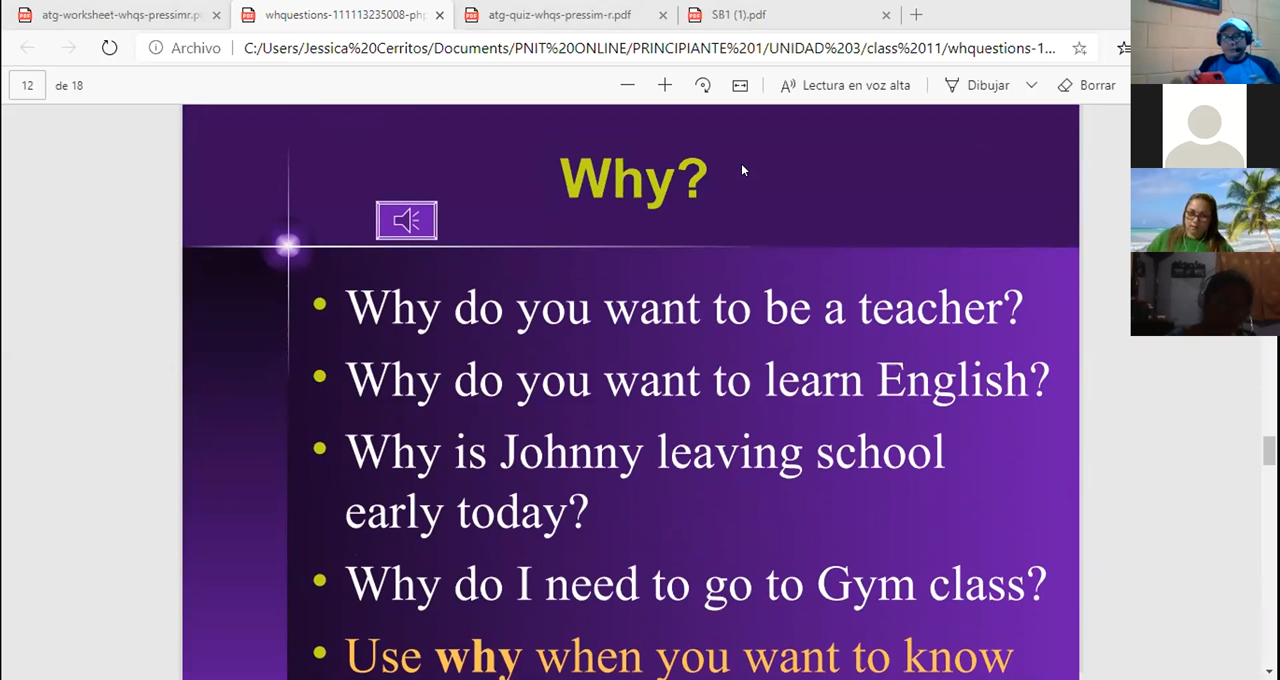 atg-worksheet-whqs-pressimr.p
whquestions-111113235008-php
atg-quiz-whqs-pressim-r.pdf
SB1 (1).pdf
Archivo
C:/Users/Jessica%20Cerritos/Documents/PNIT%20ONLINE/PRINCIPIANTE%201/UNIDAD%203/class%2011/whquestions-1...
12 de 18
Lectura en voz alta
Dibujar
Borrar
Why?
Why do you want to be a teacher?
Why do you want to learn English?
Why is Johnny leaving school
early today?
Why do I need to go to Gym class?
Use why when you want to know